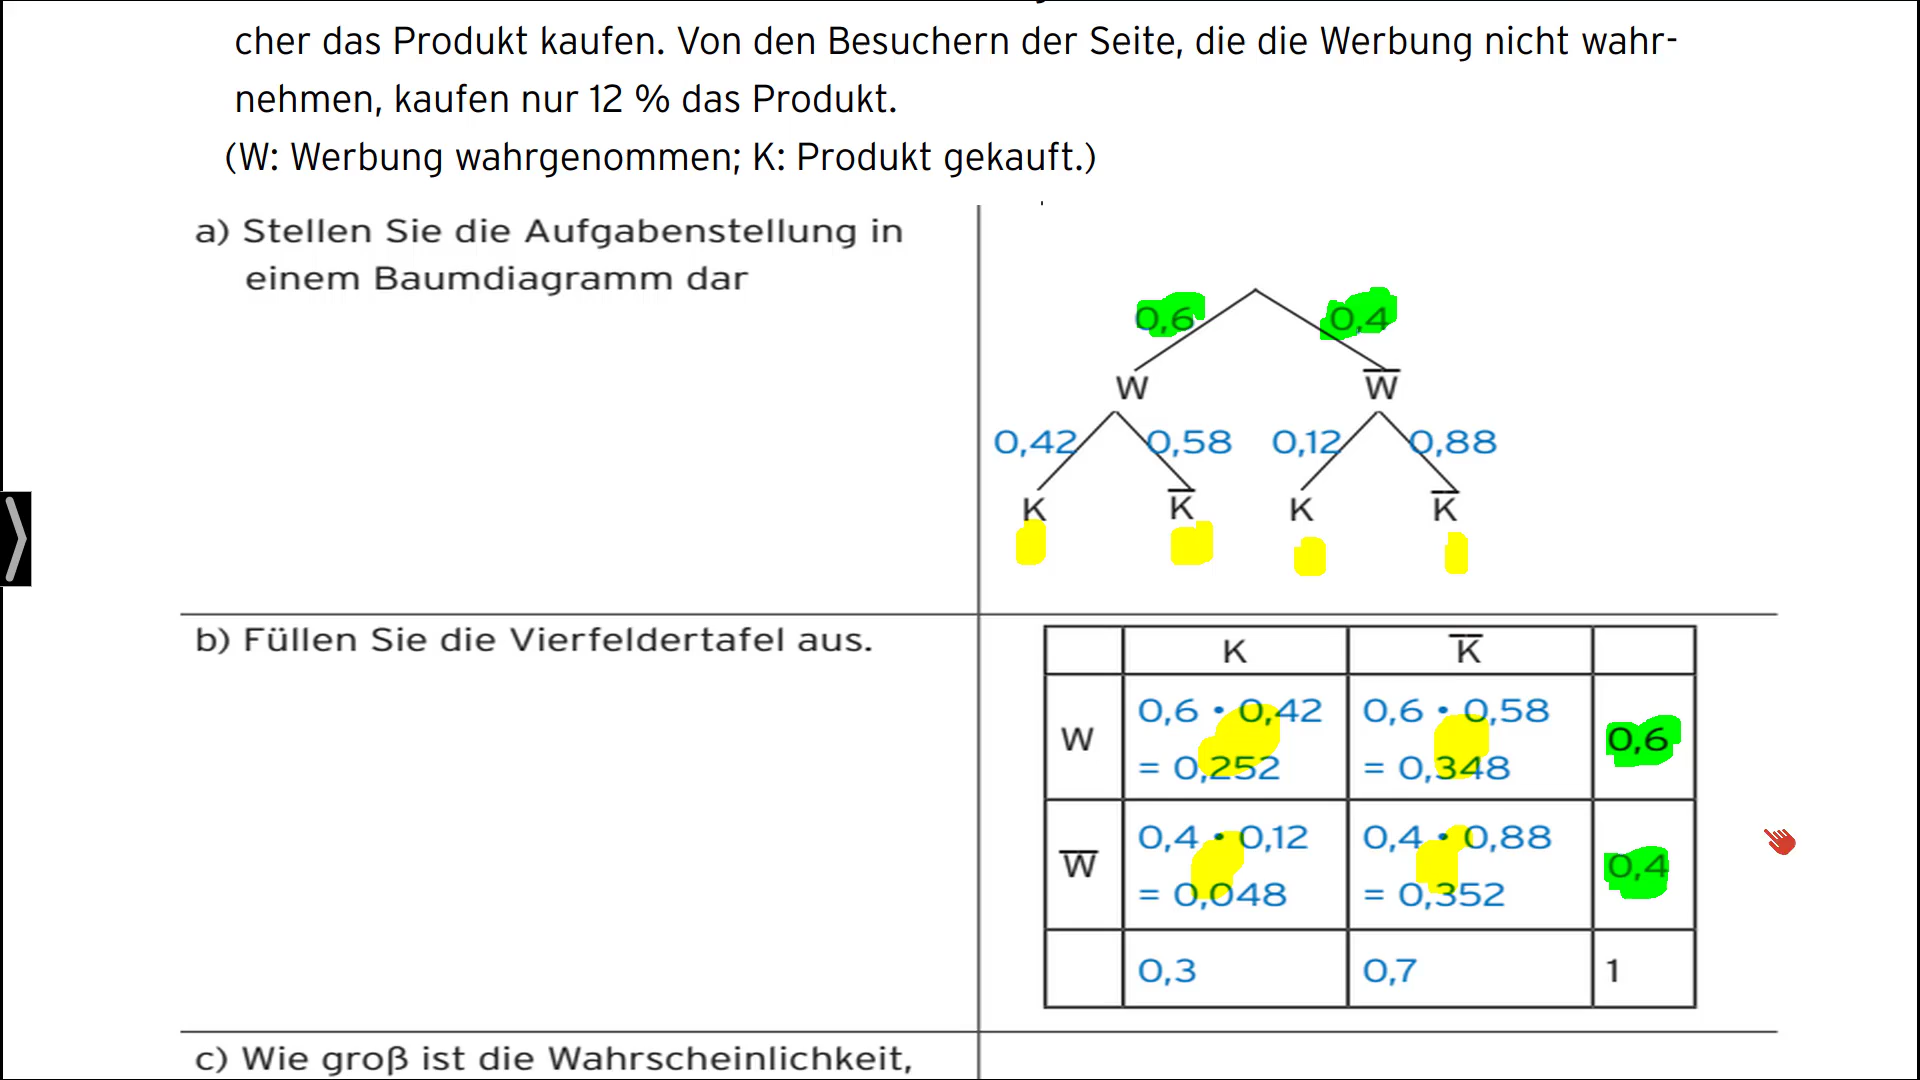 cher das Produkt kaufen. Von den Besuchern der Seite, die die Werbung nicht wahr-
nehmen, kaufen nur 12 % das Produkt.
(W: Werbung wahrgenommen; K: Produkt gekauft.)
a) Stellen Sie die Aufgabenstellung in
einem Baumdiagramm dar
0,6 0,4
W W̅
0,42 0,58 0,12 0,88
K K̅ K K̅
b) Füllen Sie die Vierfeldertafel aus.
K K̅
W
0,6 • 0,42
= 0,252
0,6 • 0,58
= 0,348
0,6
W̅
0,4 • 0,12
= 0,048
0,4 • 0,88
= 0,352
0,4
0,3 0,7 1
c) Wie groß ist die Wahrscheinlichkeit,